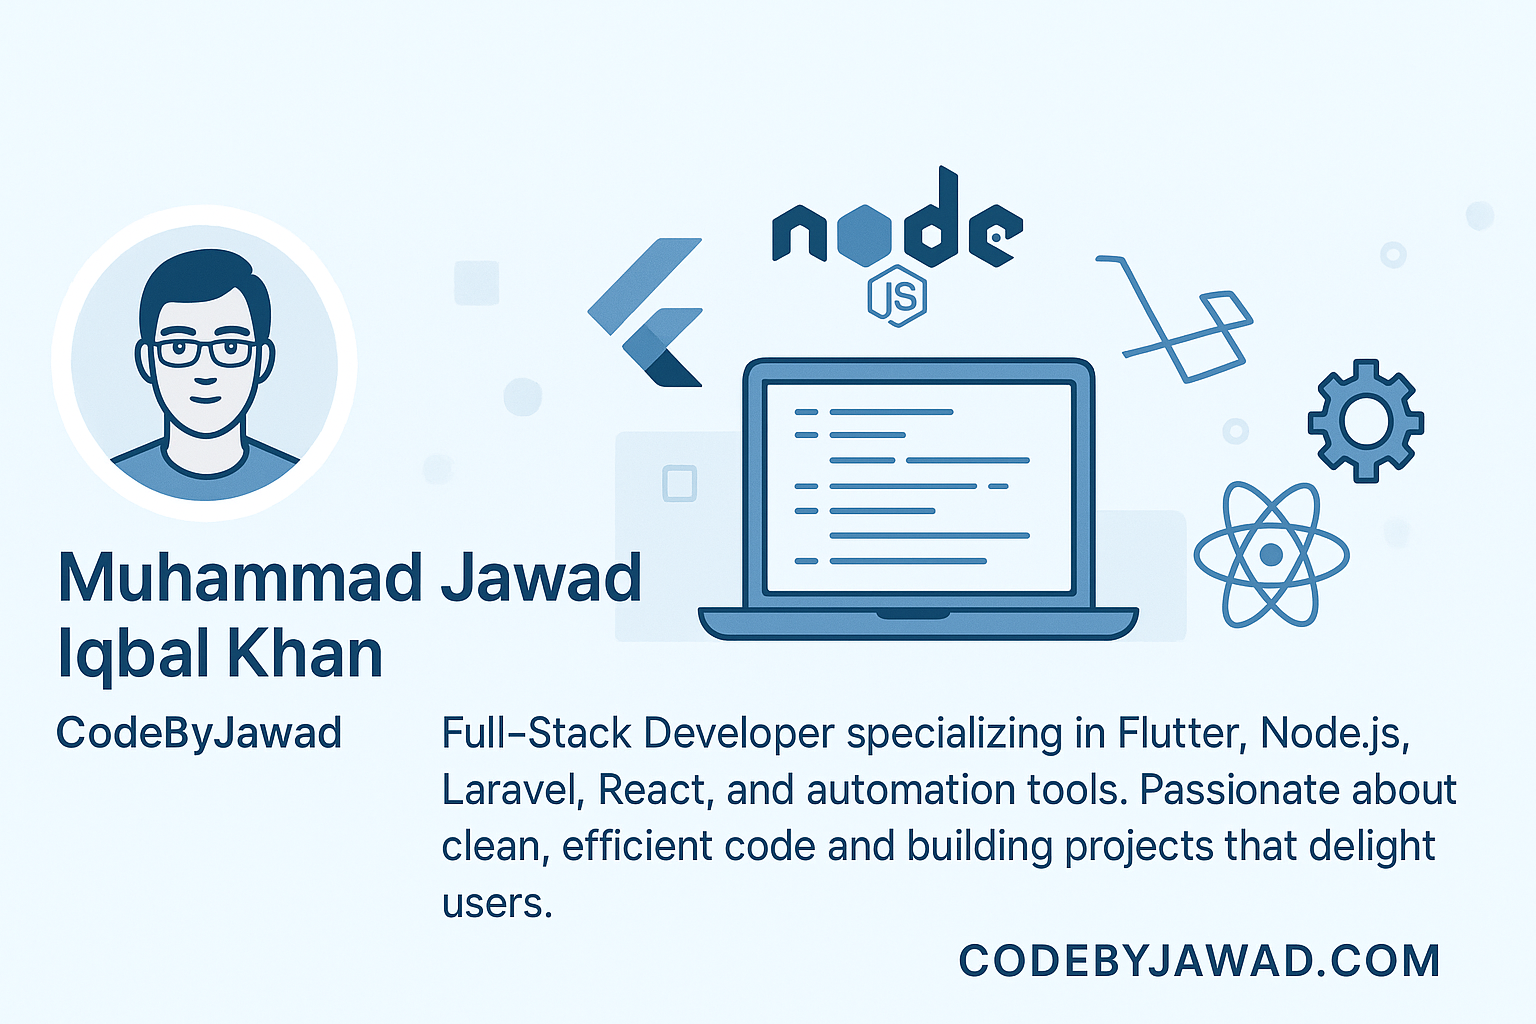 node
JS
Muhammad Jawad
Iqbal Khan
CodeByJawad
Full-Stack Developer specializing in Flutter, Node.js,
Laravel, React, and automation tools. Passionate about
clean, efficient code and building projects that delight
users.
CODEBYJAWAD.COM